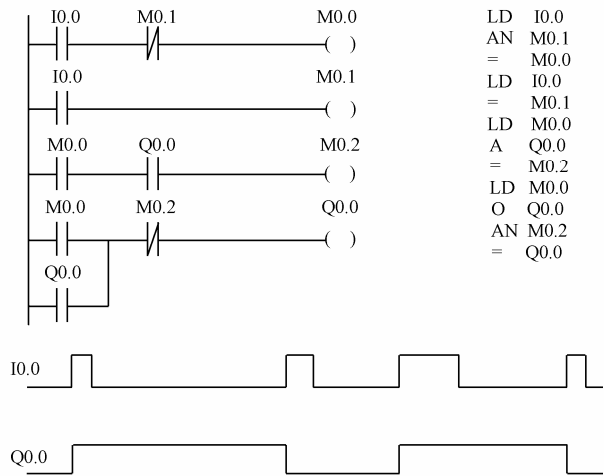 I0.0 M0.1 M0.0
( )
I0.0 M0.1
( )
M0.0 Q0.0 M0.2
( )
M0.0 M0.2 Q0.0
( )
Q0.0
LD I0.0
AN M0.1
= M0.0
LD I0.0
= M0.1
LD M0.0
A Q0.0
= M0.2
LD M0.0
O Q0.0
AN M0.2
= Q0.0
I0.0
Q0.0